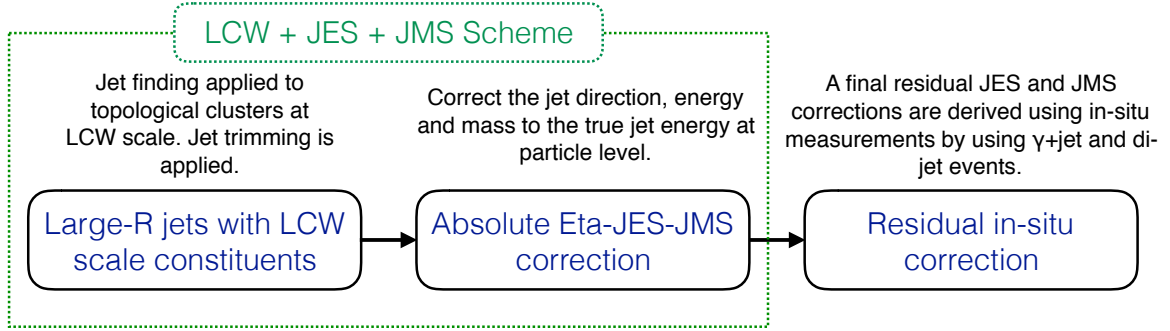 LCW + JES + JMS Scheme
Jet finding applied to
topological clusters at
LCW scale. Jet trimming is
applied.
Large-R jets with LCW
scale constituents
Correct the jet direction, energy
and mass to the true jet energy at
particle level.
Absolute Eta-JES-JMS
correction
A final residual JES and JMS
corrections are derived using in-situ
measurements by using γ+jet and di-
jet events.
Residual in-situ
correction